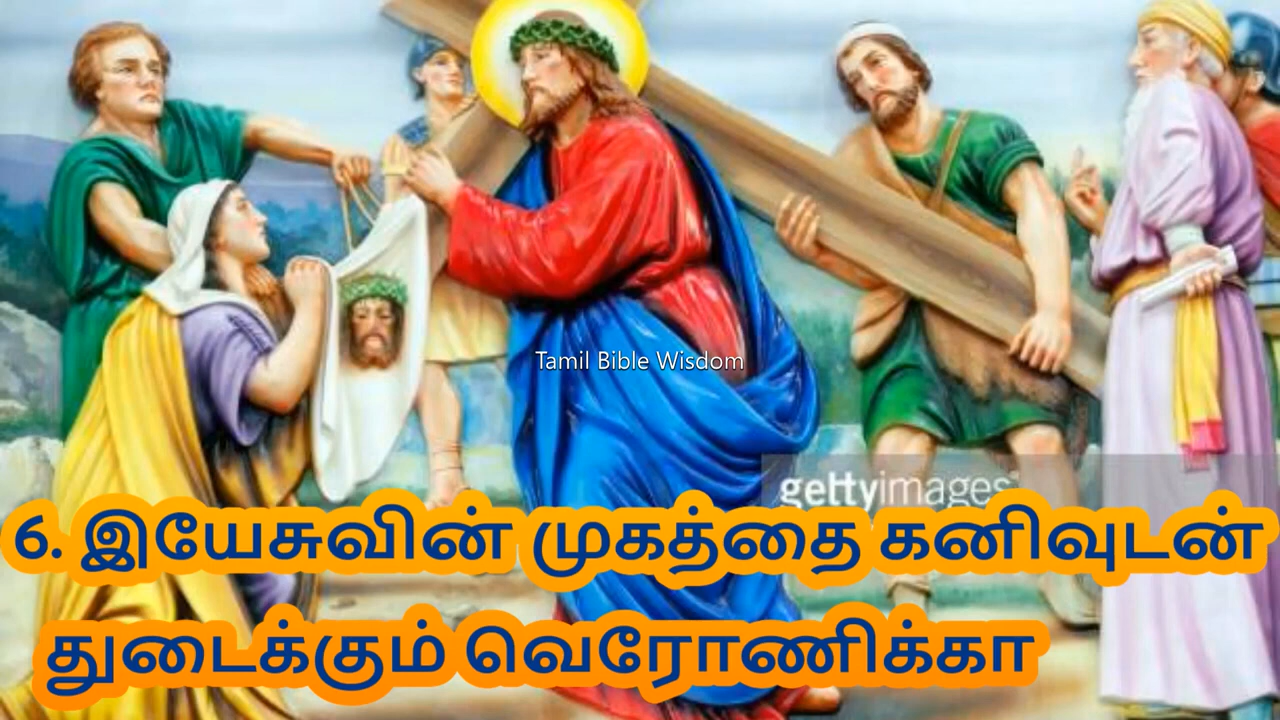 Tamil Bible Wisdom
gettyimages
6. இயேசுவின் முகத்தை கனிவுடன்
துடைக்கும் வெரோணிக்கா